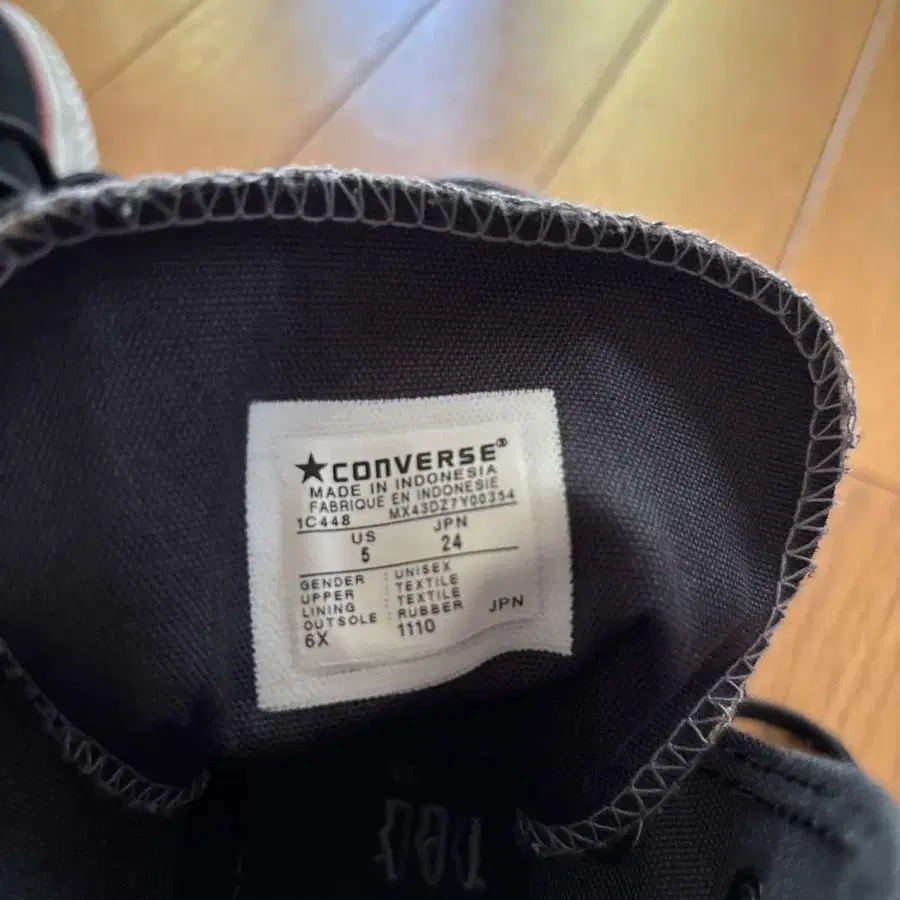 ★CONVERSE®
MADE IN INDONESIA
FABRIQUE EN INDONESIE
1C448 MX43DZ7Y00354
US JPN
5 24
GENDER : UNISEX
UPPER : TEXTILE
LINING : TEXTILE
OUTSOLE : RUBBER JPN
6X 1110